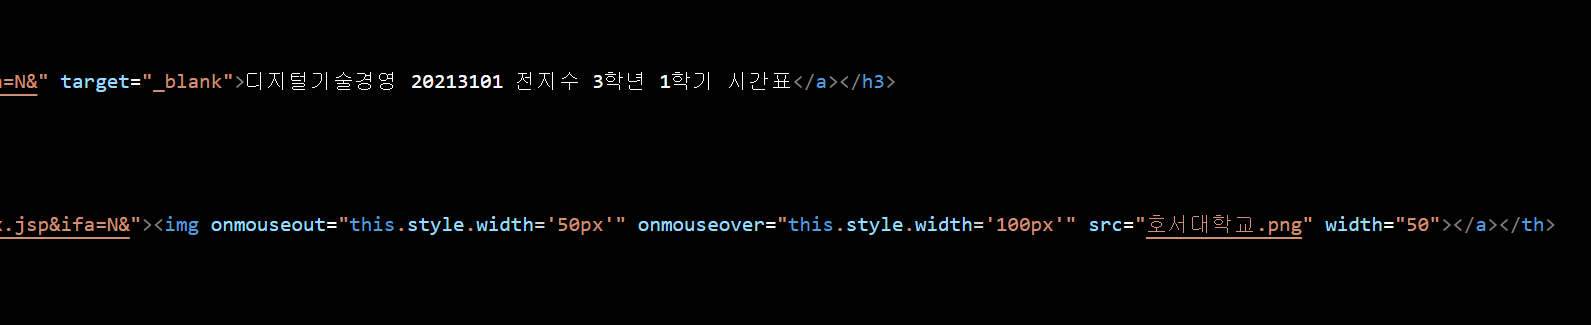 =N&" target="_blank">디지털기술경영 20213101 전지수 3학년 1학기 시간표</a></h3>
.jsp&ifa=N&"><img onmouseout="this.style.width='50px'" onmouseover="this.style.width='100px'" src="호서대학교.png" width="50"></a></th>